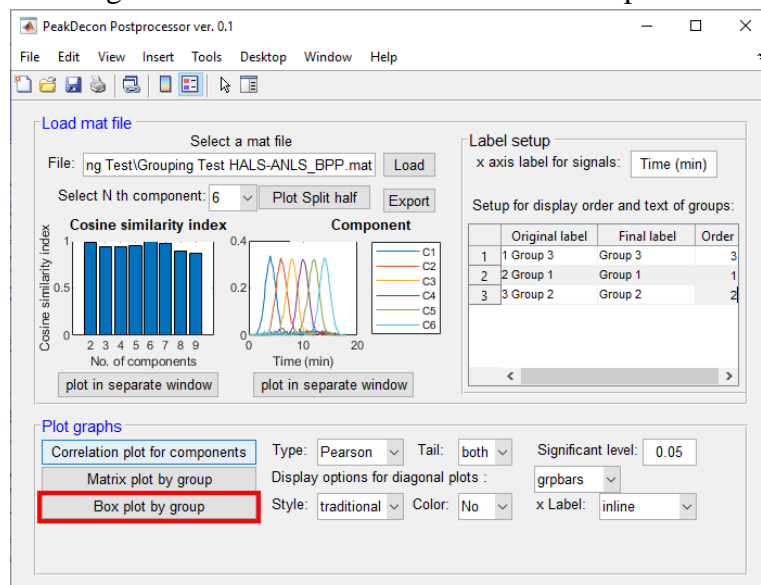 PeakDecon Postprocessor ver. 0.1
File Edit View Insert Tools Desktop Window Help
Load mat file
Select a mat file
File: ng Test\Grouping Test HALS-ANLS_BPP.mat Load
Select N th component: 6 Plot Split half Export
Cosine similarity index
Cosine similarity index
1
0.5
0
2 3 4 5 6 7 8 9
No. of components
plot in separate window
Component
0.4
0.2
0
0 10 20
Time (min)
C1
C2
C3
C4
C5
C6
plot in separate window
Label setup
x axis label for signals: Time (min)
Setup for display order and text of groups:
Original label Final label Order
1 1 Group 3 Group 3 3
2 2 Group 1 Group 1 1
3 3 Group 2 Group 2 2
Plot graphs
Correlation plot for components Type: Pearson Tail: both Significant level: 0.05
Matrix plot by group Display options for diagonal plots : grpbars
Box plot by group Style: traditional Color: No x Label: inline